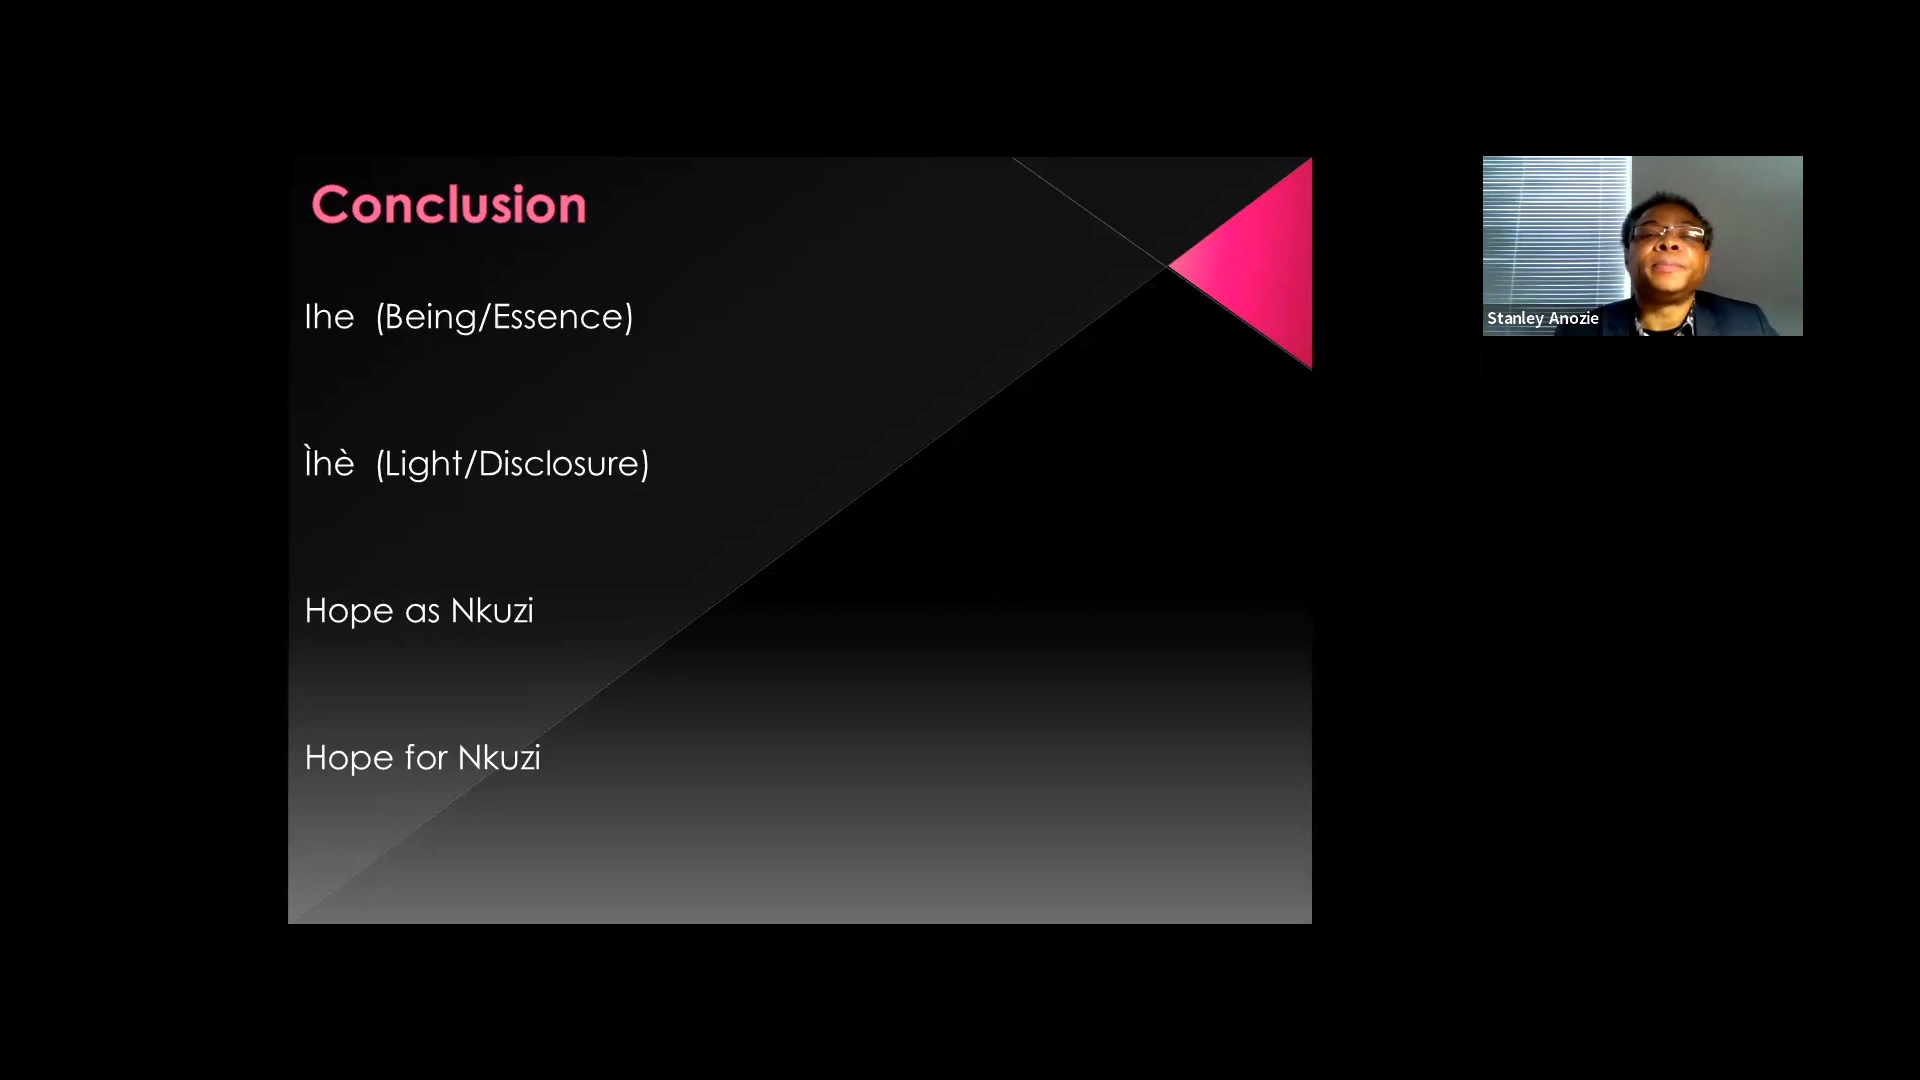 Conclusion
Ihe (Being/Essence)
Ìhè (Light/Disclosure)
Hope as Nkuzi
Hope for Nkuzi
Stanley Anozie